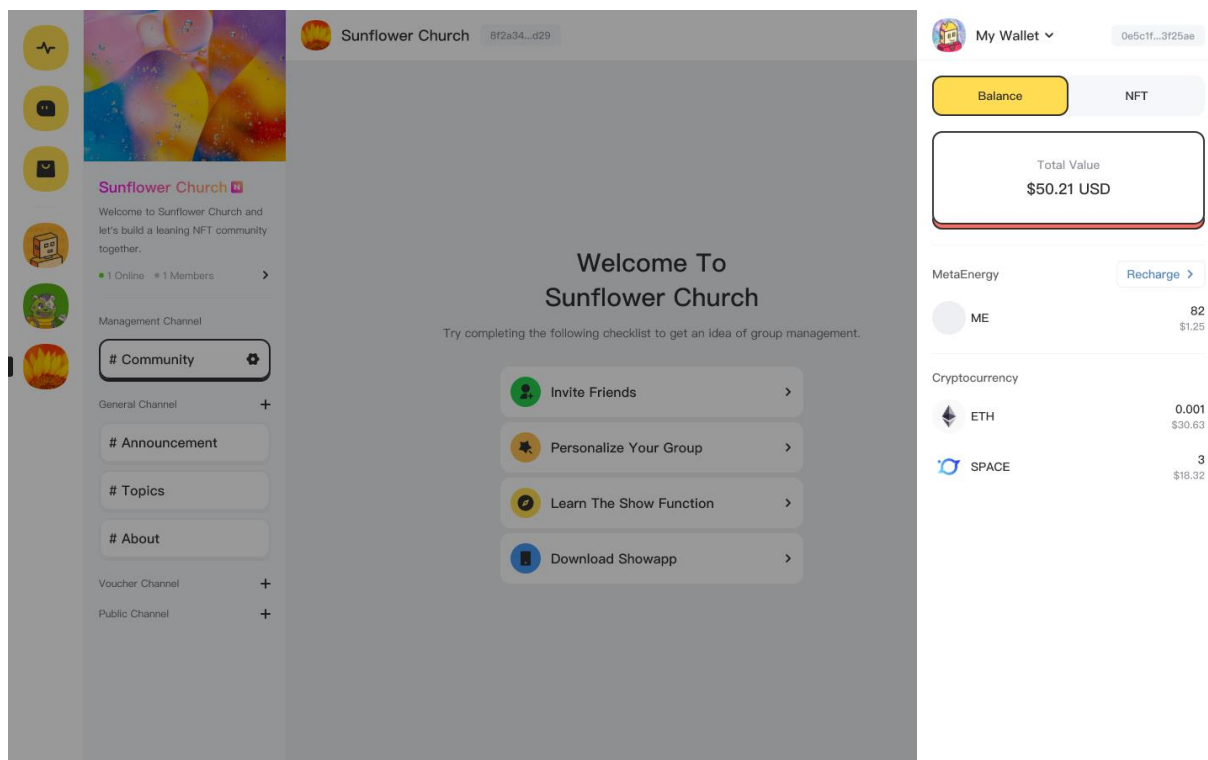 Sunflower Church
Welcome to Sunflower Church and
let's build a leaning NFT community
together.
1 Online 1 Members
Management Channel
# Community
General Channel
# Announcement
# Topics
# About
Voucher Channel
Public Channel
Sunflower Church 8f2a34...d29
Welcome To
Sunflower Church
Try completing the following checklist to get an idea of group management.
Invite Friends
Personalize Your Group
Learn The Show Function
Download Showapp
My Wallet 0e5c1f...3f25ae
Balance NFT
Total Value
$50.21 USD
MetaEnergy Recharge
ME 82
$1.25
Cryptocurrency
ETH 0.001
$30.63
SPACE 3
$18.32